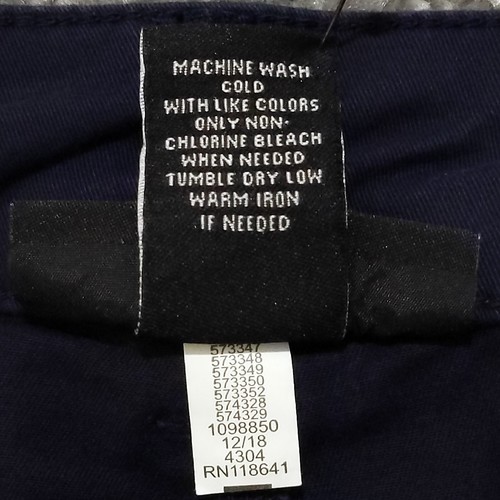 MACHINE WASH
COLD
WITH LIKE COLORS
ONLY NON-
CHLORINE BLEACH
WHEN NEEDED
TUMBLE DRY LOW
WARM IRON
IF NEEDED
573347
573348
573349
573350
573352
574328
574329
1098850
12/18
4304
RN118641